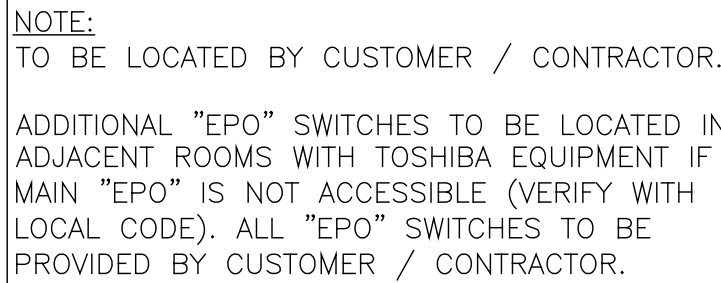 NOTE:
TO BE LOCATED BY CUSTOMER / CONTRACTOR.
ADDITIONAL "EPO" SWITCHES TO BE LOCATED IN
ADJACENT ROOMS WITH TOSHIBA EQUIPMENT IF
MAIN "EPO" IS NOT ACCESSIBLE (VERIFY WITH
LOCAL CODE). ALL "EPO" SWITCHES TO BE
PROVIDED BY CUSTOMER / CONTRACTOR.